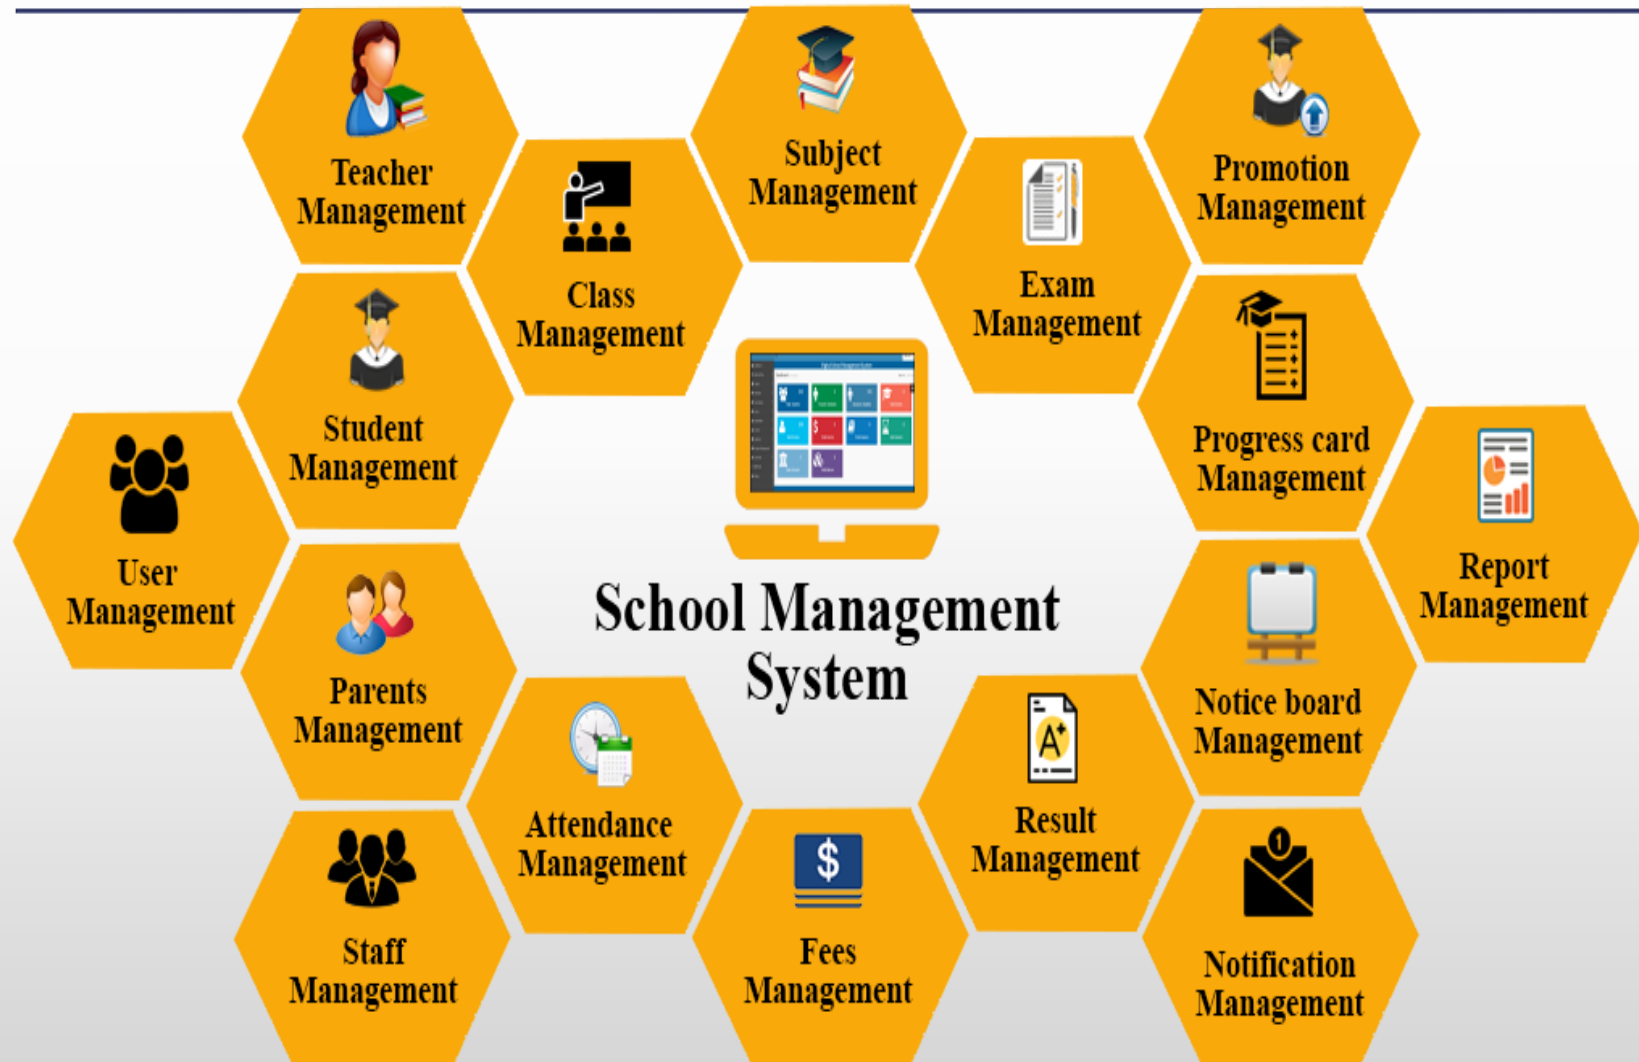 Teacher
Management
Class
Management
Subject
Management
Exam
Management
Promotion
Management
Student
Management
Progress card
Management
User
Management
Report
Management
Parents
Management
School Management
System
Notice board
Management
Attendance
Management
Result
Management
A+
Staff
Management
$
Fees
Management
1
Notification
Management